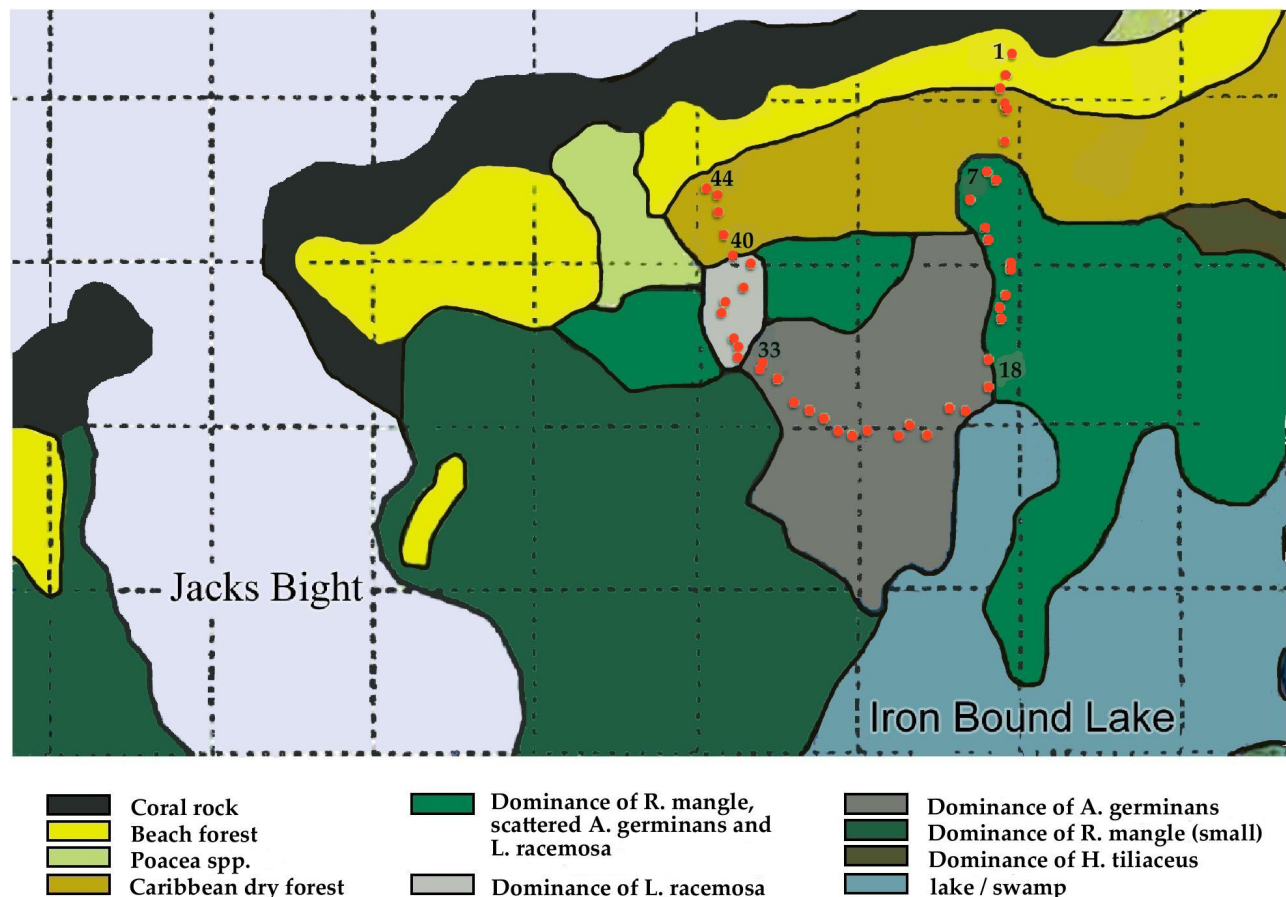 1
44
7
40
33
18
Jacks Bight
Iron Bound Lake
Coral rock
Beach forest
Poacea spp.
Caribbean dry forest
Dominance of R. mangle,
scattered A. germinans and
L. racemosa
Dominance of L. racemosa
Dominance of A. germinans
Dominance of R. mangle (small)
Dominance of H. tiliaceus
lake / swamp